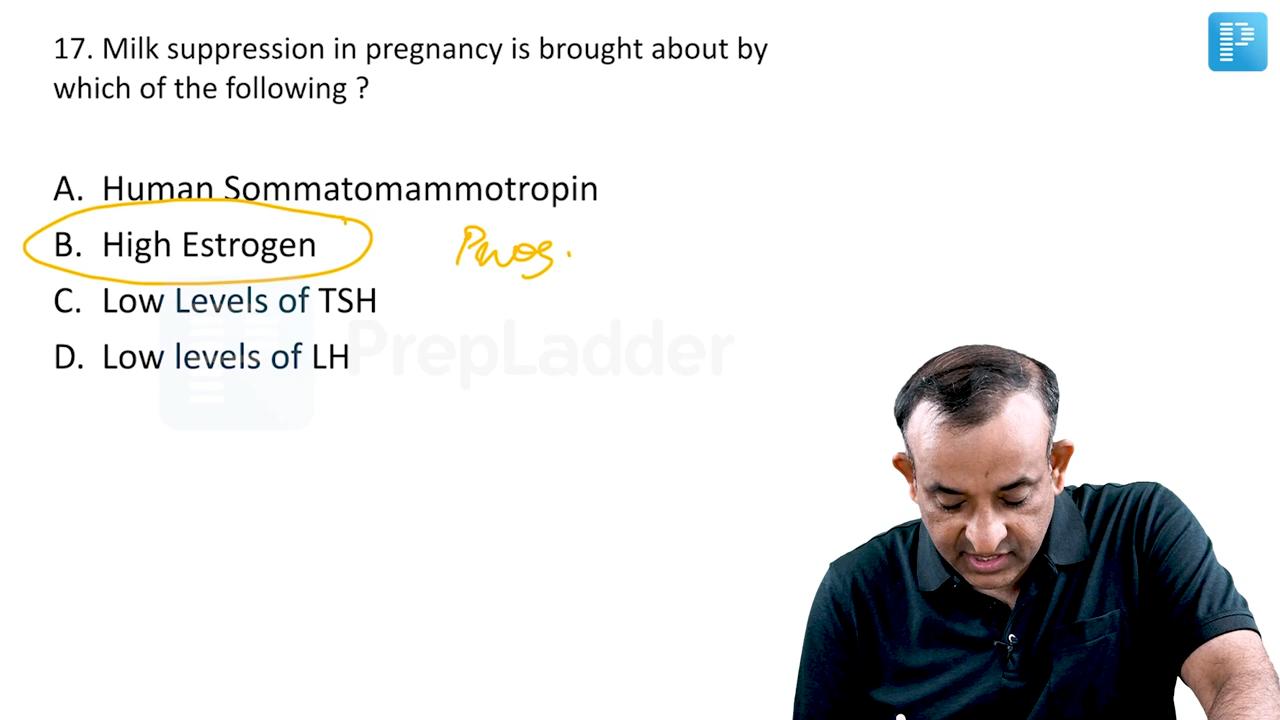 17. Milk suppression in pregnancy is brought about by
which of the following ?
A. Human Sommatomammotropin
B. High Estrogen
Prog.
C. Low Levels of TSH
D. Low levels of LH
PrepLadder